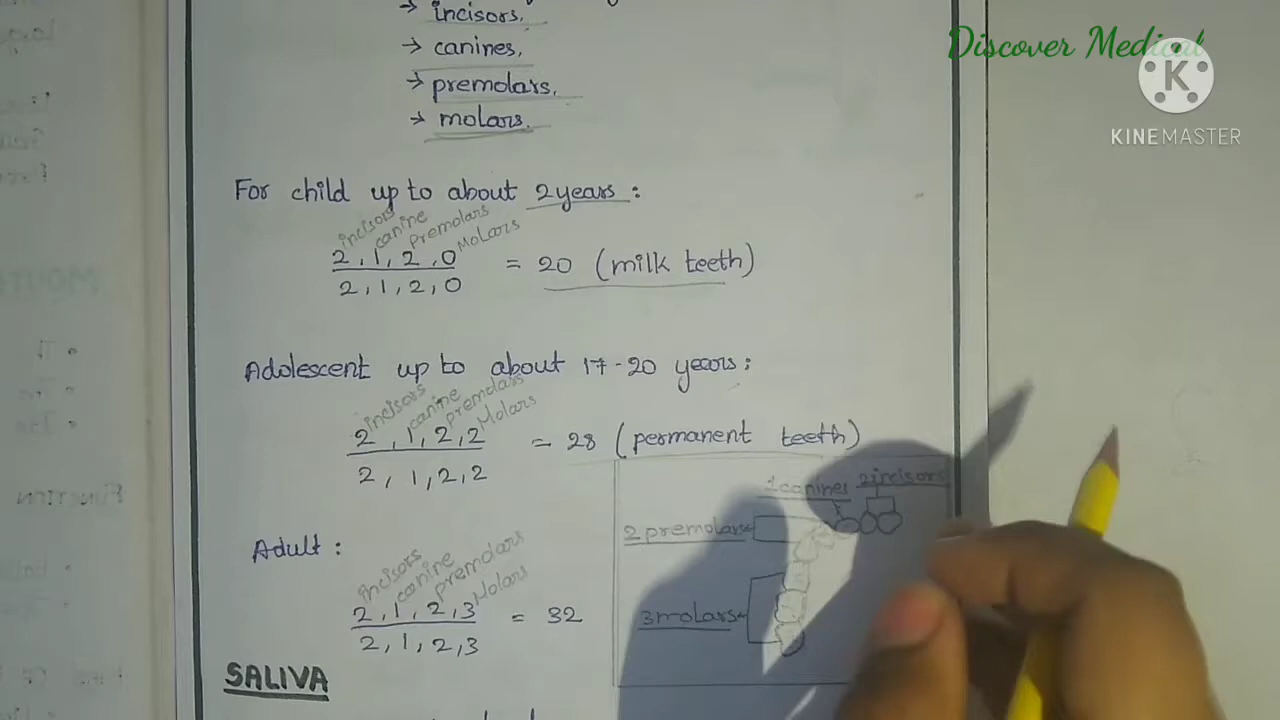 → incisors,
→ canines,
→ premolars,
→ molars.
Discover Medical
K
KINEMASTER
For child up to about 2 years :
incisors canine Premolars Molars
2, 1, 2, 0 = 20 (milk teeth)
2, 1, 2, 0
Adolescent up to about 17-20 years:
incisors canine premolars Molars
2, 1, 2, 2 = 28 (permanent teeth)
2, 1, 2, 2
1 canines 2 incisors
2 premolars
3 molars
Adult :
incisors canine premolars Molars
2, 1, 2, 3 = 32
2, 1, 2, 3
SALIVA
FUNCTION